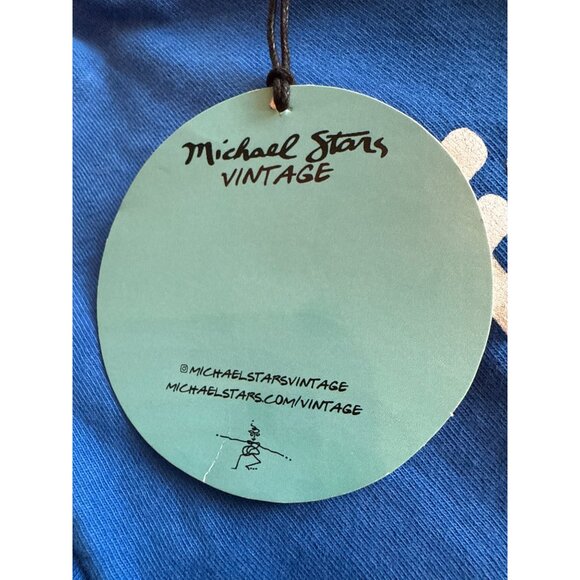 Michael Stars
VINTAGE
@MICHAELSTARSVINTAGE
MICHAELSTARS.COM/VINTAGE